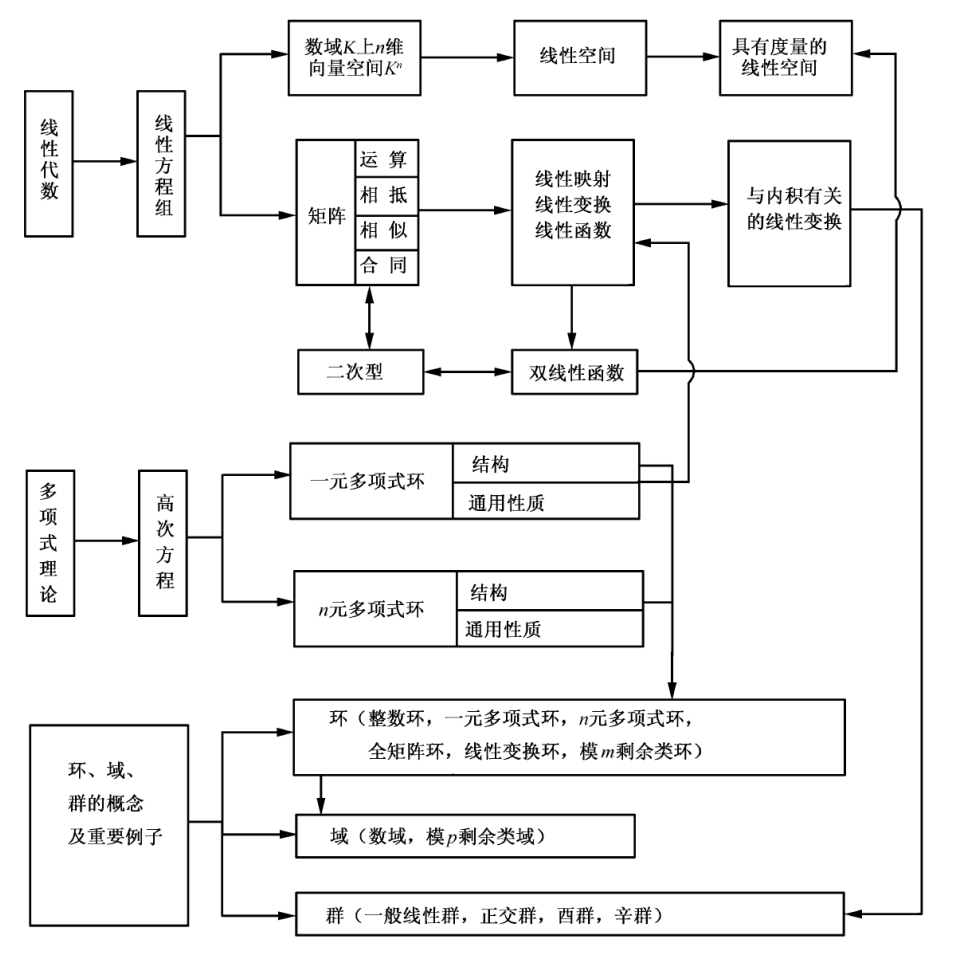 线性代数
线性方程组
数域K上n维
向量空间Kⁿ
线性空间
具有度量的
线性空间
矩阵
运 算
相 抵
相 似
合 同
线性映射
线性变换
线性函数
与内积有关
的线性变换
二次型
双线性函数
多项式理论
高次方程
一元多项式环
结构
通用性质
n元多项式环
结构
通用性质
环、域、
群的概念
及重要例子
环（整数环，一元多项式环，n元多项式环，
全矩阵环，线性变换环，模m剩余类环）
域（数域，模p剩余类域）
群（一般线性群，正交群，酉群，辛群）